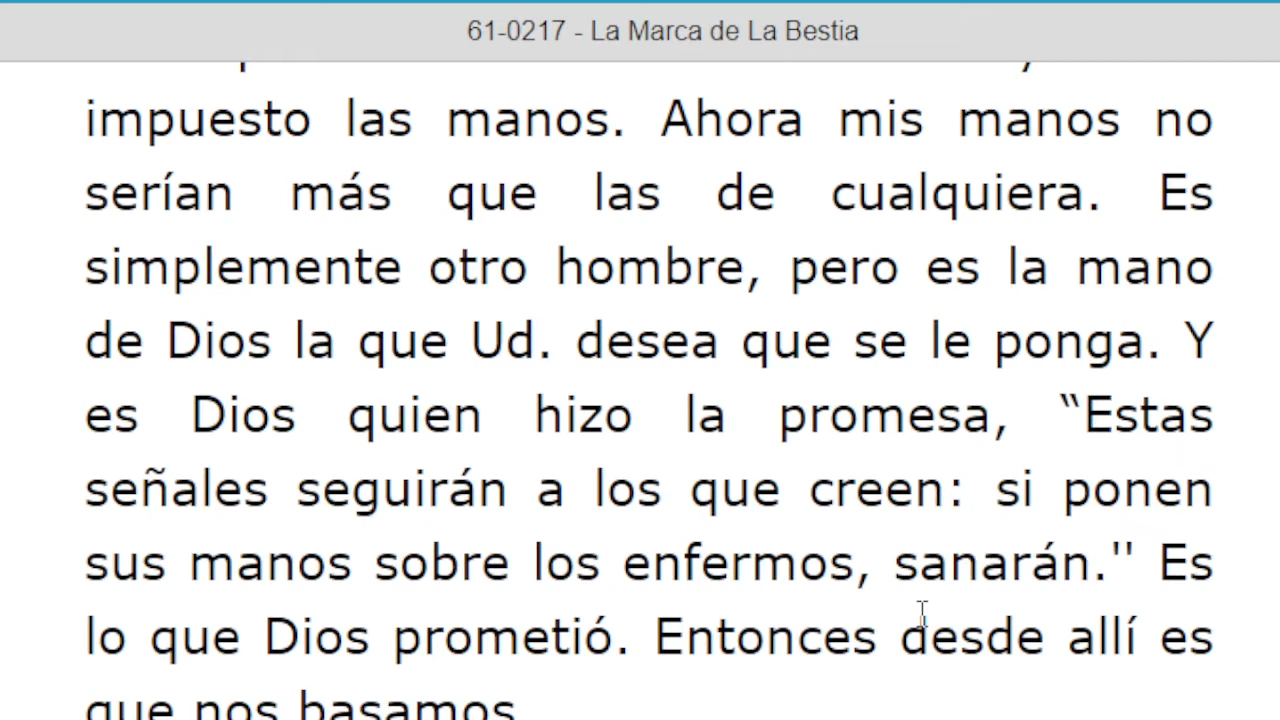 61-0217 - La Marca de La Bestia
impuesto las manos. Ahora mis manos no
serían más que las de cualquiera. Es
simplemente otro hombre, pero es la mano
de Dios la que Ud. desea que se le ponga. Y
es Dios quien hizo la promesa, “Estas
señales seguirán a los que creen: si ponen
sus manos sobre los enfermos, sanarán." Es
lo que Dios prometió. Entonces desde allí es
que nos basamos